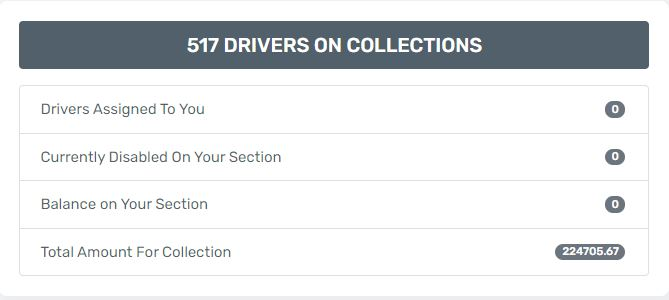 517 DRIVERS ON COLLECTIONS
Drivers Assigned To You 0
Currently Disabled On Your Section 0
Balance on Your Section 0
Total Amount For Collection 224705.67